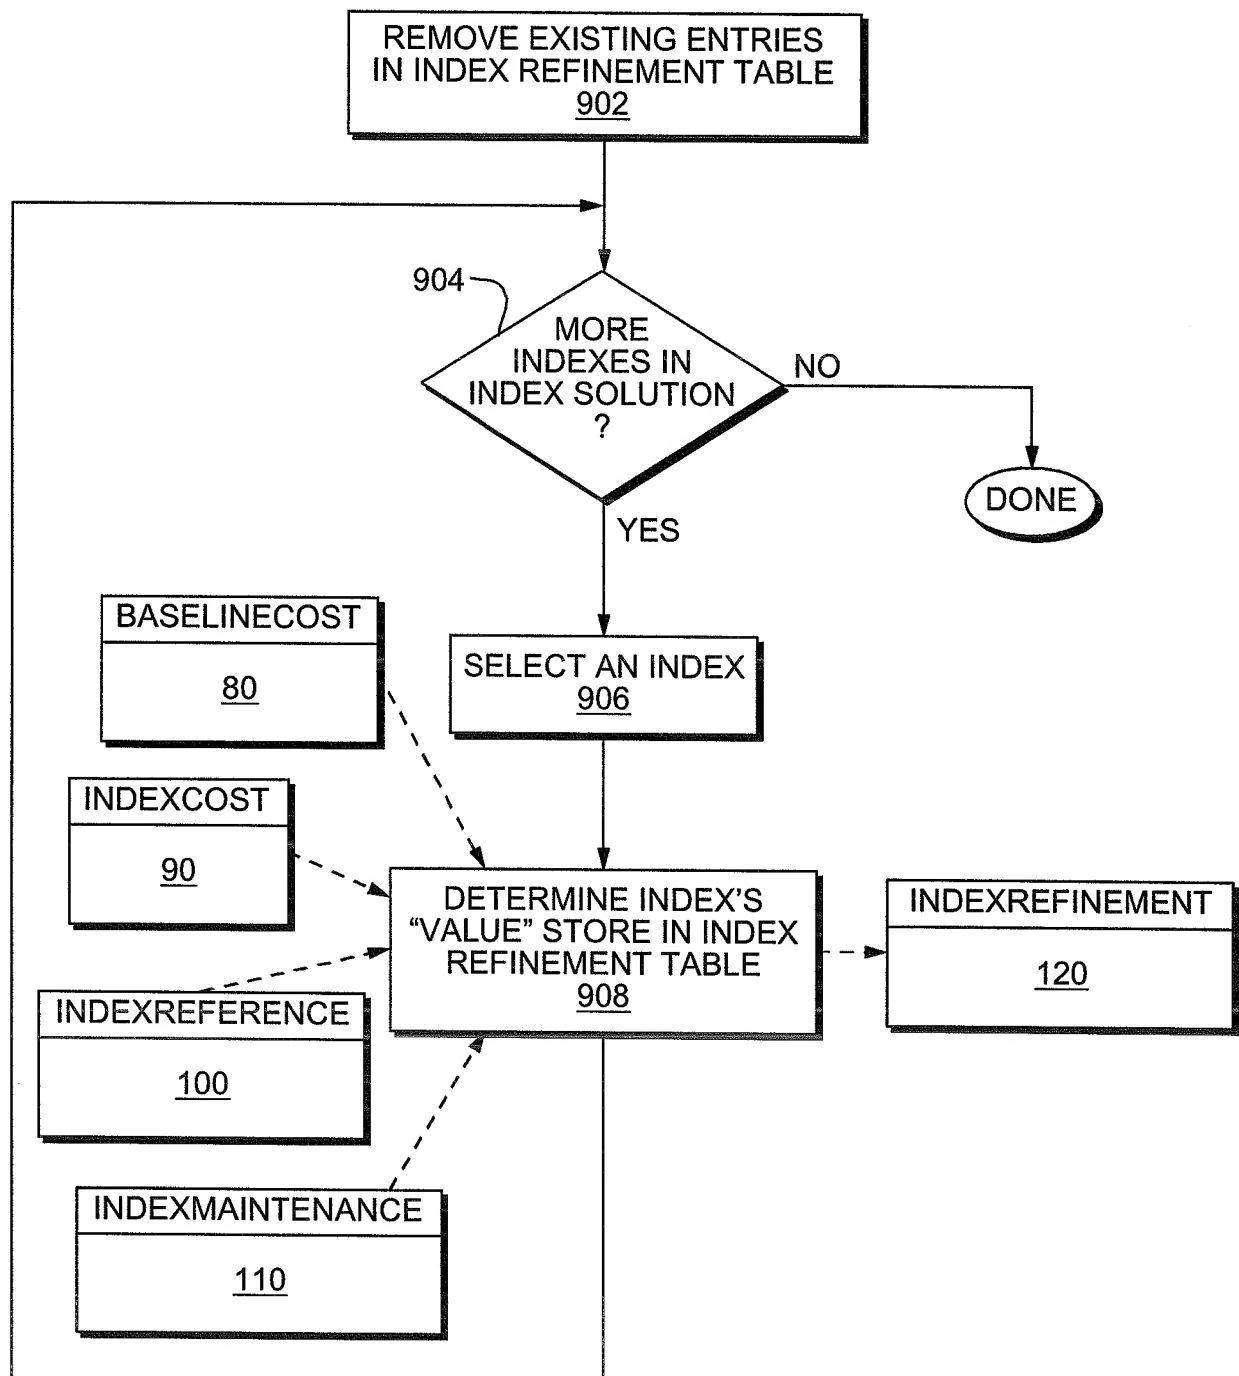 REMOVE EXISTING ENTRIES
IN INDEX REFINEMENT TABLE
902
904
MORE
INDEXES IN
INDEX SOLUTION
?
NO
DONE
YES
BASELINECOST
80
SELECT AN INDEX
906
INDEXCOST
90
DETERMINE INDEX'S
“VALUE” STORE IN INDEX
REFINEMENT TABLE
908
INDEXREFINEMENT
120
INDEXREFERENCE
100
INDEXMAINTENANCE
110